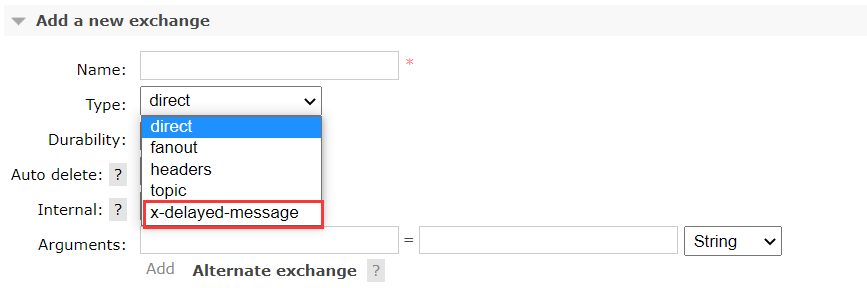 Add a new exchange
Name: *
Type: direct
direct
Durability:
fanout
headers
Auto delete: ?
topic
Internal: ?
x-delayed-message
Arguments: = String
Add Alternate exchange ?